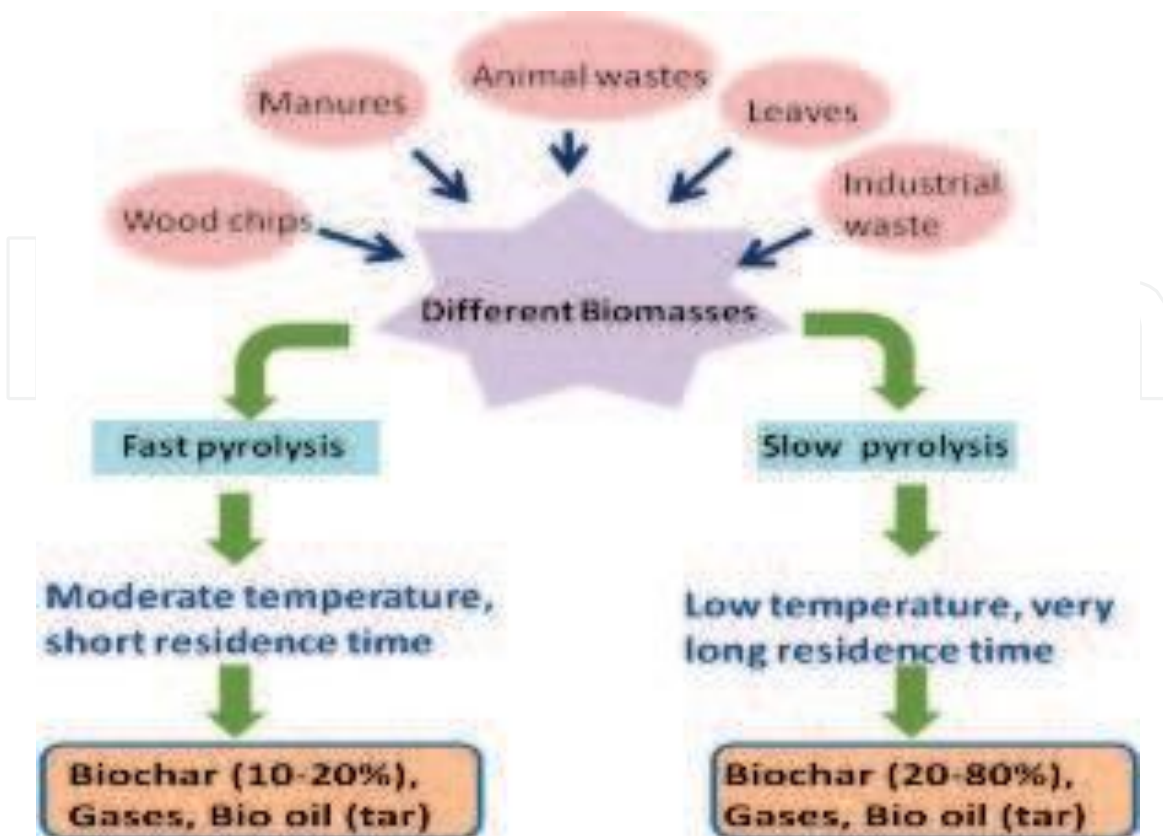 Animal wastes
Manures
Leaves
Wood chips
Industrial
waste
Different Biomasses
Fast pyrolysis
Slow pyrolysis
Moderate temperature,
short residence time
Low temperature, very
long residence time
Biochar (10-20%),
Gases, Bio oil (tar)
Biochar (20-80%),
Gases, Bio oil (tar)